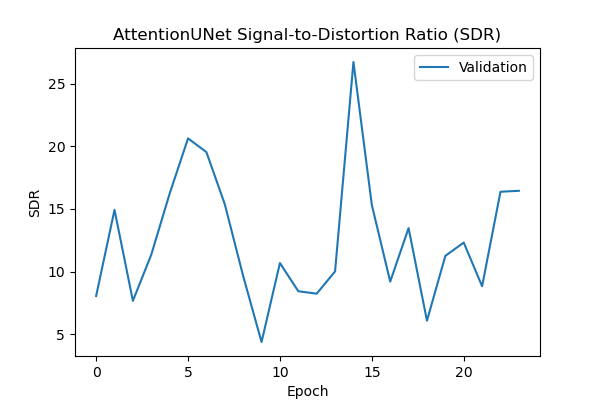 AttentionUNet Signal-to-Distortion Ratio (SDR)
Validation
25
20
15
10
5
SDR
0 5 10 15 20
Epoch